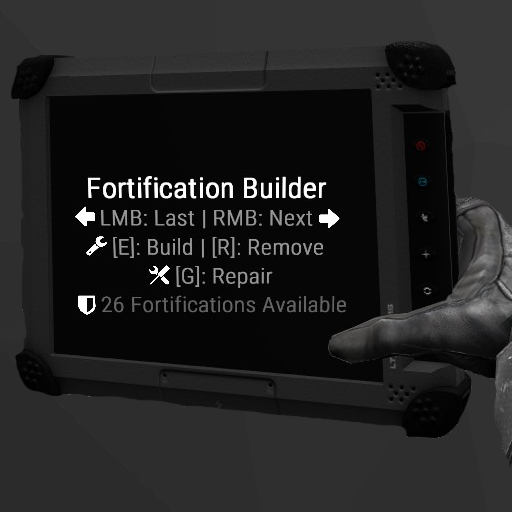 Fortification Builder
LMB: Last | RMB: Next
[E]: Build | [R]: Remove
[G]: Repair
26 Fortifications Available